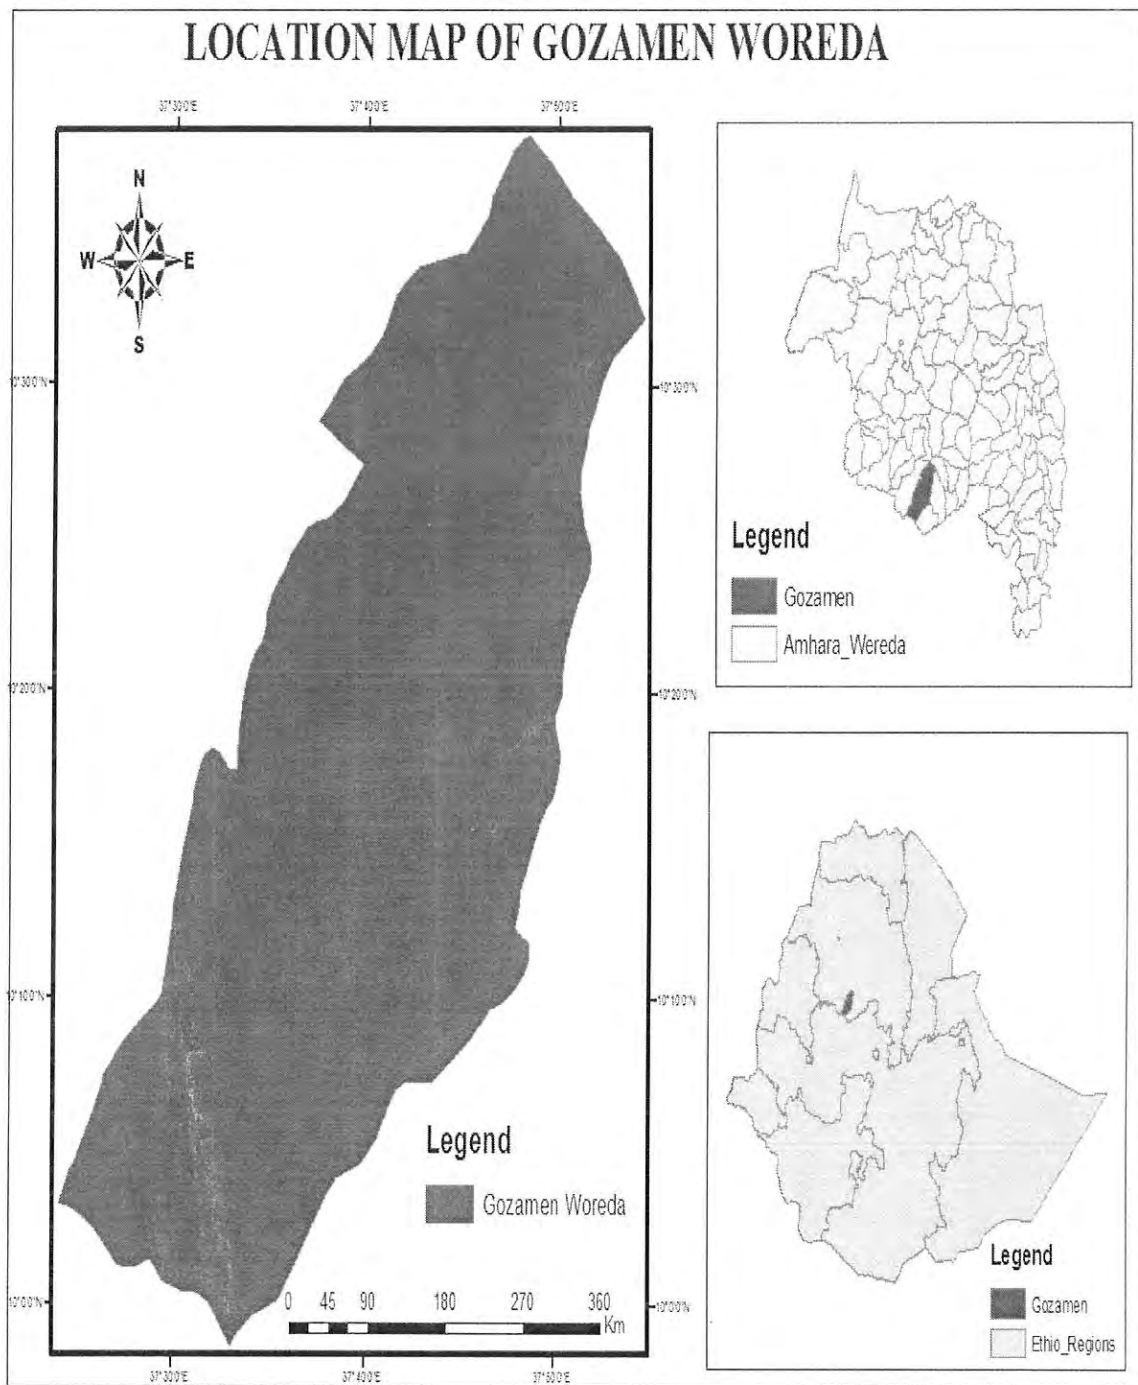 LOCATION MAP OF GOZAMEN WOREDA
37°30'0"E 37°40'0"E 37°50'0"E
N
W E
S
10°30'0"N 10°30'0"N
10°20'0"N 10°20'0"N
10°10'0"N 10°10'0"N
10°0'0"N 10°0'0"N
Legend
Gozamen Woreda
0 45 90 180 270 360
Km
37°30'0"E 37°40'0"E 37°50'0"E
Legend
Gozamen
Amhara_Wereda
Legend
Gozamen
Ethio_Regions